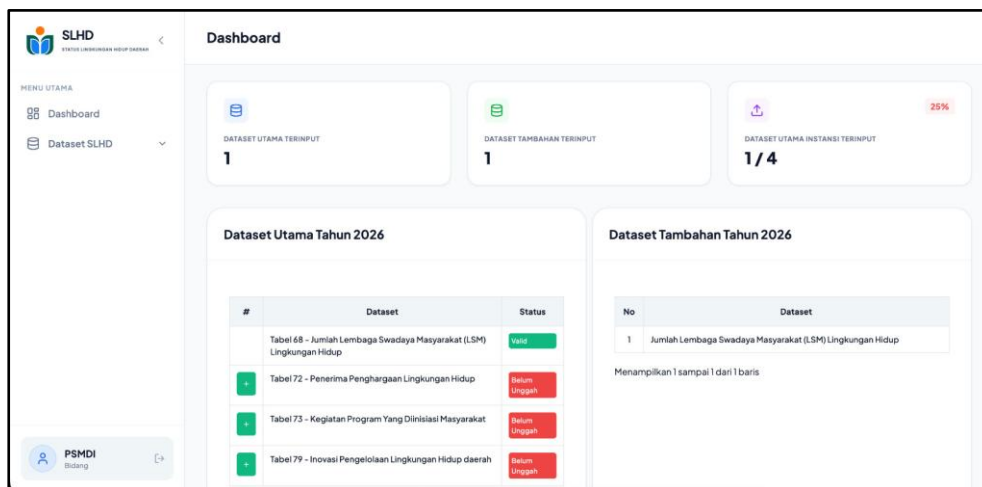 SLHD
STATUS LINGKUNGAN HIDUP DAERAH
MENU UTAMA
Dashboard
Dataset SLHD
PSMDI
Bidang
Dashboard
DATASET UTAMA TERINPUT
1
DATASET TAMBAHAN TERINPUT
1
25%
DATASET UTAMA INSTANSI TERINPUT
1 / 4
Dataset Utama Tahun 2026
# Dataset Status
Tabel 68 - Jumlah Lembaga Swadaya Masyarakat (LSM) Valid
Lingkungan Hidup
+ Tabel 72 - Penerima Penghargaan Lingkungan Hidup Belum
Unggah
+ Tabel 73 - Kegiatan Program Yang Diinisiasi Masyarakat Belum
Unggah
+ Tabel 79 - Inovasi Pengelolaan Lingkungan Hidup daerah Belum
Unggah
Dataset Tambahan Tahun 2026
No Dataset
1 Jumlah Lembaga Swadaya Masyarakat (LSM) Lingkungan Hidup
Menampilkan 1 sampai 1 dari 1 baris